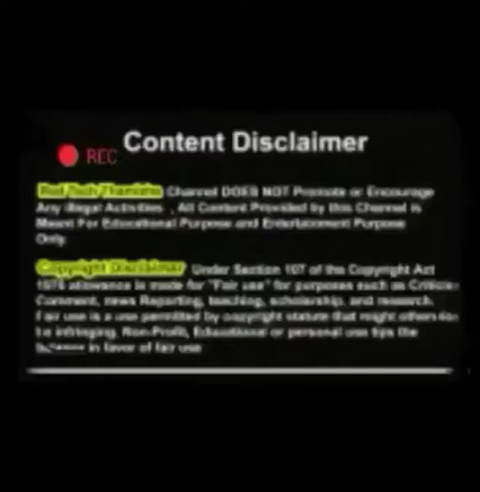 Content Disclaimer
REC
Channel DOES NOT Promote or Encourage
Any illegal Activities , All Content Provided by this Channel is
Meant For Educational Purpose and Entertainment Purpose
Only
Copyright Disclaimer Under Section 107 of the Copyright Act
1976 allowance is made for "Fair use" for purposes such as
Comment, news Reporting, teaching, scholarship, and research.
Fair use is a use permitted by copyright statute that might
be infringing. Non-Profit, Educational or personal use tips the
in favor of fair use